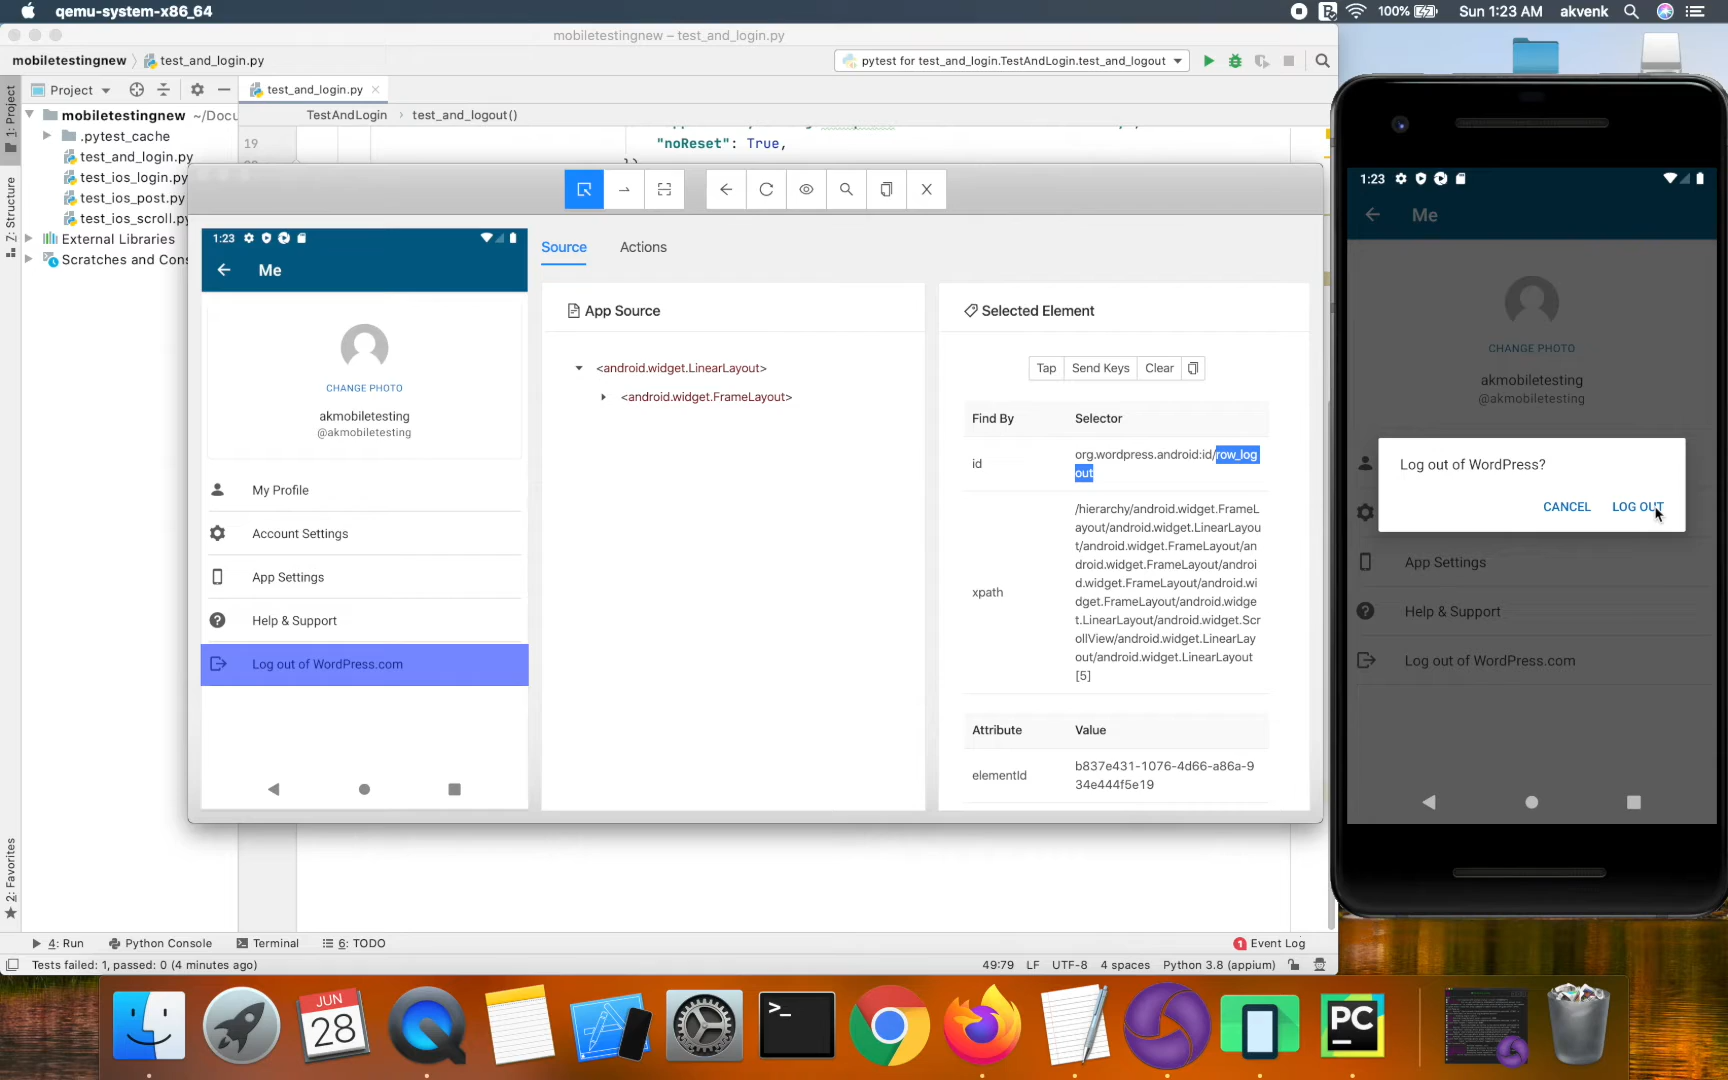 qemu-system-x86_64
100%
Sun 1:23 AM
akvenk
mobiletestingnew – test_and_login.py
mobiletestingnew
test_and_login.py
pytest for test_and_login.TestAndLogin.test_and_logout
Project
test_and_login.py
TestAndLogin
test_and_logout()
1: Project
Z: Structure
2: Favorites
mobiletestingnew ~/Docu
.pytest_cache
test_and_login.py
test_ios_login.py
test_ios_post.py
test_ios_scroll.py
External Libraries
Scratches and Cons
19
"noReset": True,
1:23
Me
CHANGE PHOTO
akmobiletesting
@akmobiletesting
My Profile
Account Settings
App Settings
Help & Support
Log out of WordPress.com
Source
Actions
App Source
<android.widget.LinearLayout>
<android.widget.FrameLayout>
Selected Element
Tap
Send Keys
Clear
Find By
Selector
id
org.wordpress.android:id/row_log
out
xpath
/hierarchy/android.widget.FrameL
ayout/android.widget.LinearLayou
t/android.widget.FrameLayout/an
droid.widget.FrameLayout/androi
d.widget.FrameLayout/android.wi
dget.FrameLayout/android.widge
t.LinearLayout/android.widget.Scr
ollView/android.widget.LinearLay
out/android.widget.LinearLayout
[5]
Attribute
Value
elementId
b837e431-1076-4d66-a86a-9
34e444f5e19
1:23
Me
CHANGE PHOTO
akmobiletesting
@akmobiletesting
Log out of WordPress?
CANCEL
LOG OUT
App Settings
Help & Support
Log out of WordPress.com
4: Run
Python Console
Terminal
6: TODO
1 Event Log
Tests failed: 1, passed: 0 (4 minutes ago)
49:79
LF
UTF-8
4 spaces
Python 3.8 (appium)
JUN
28
PC